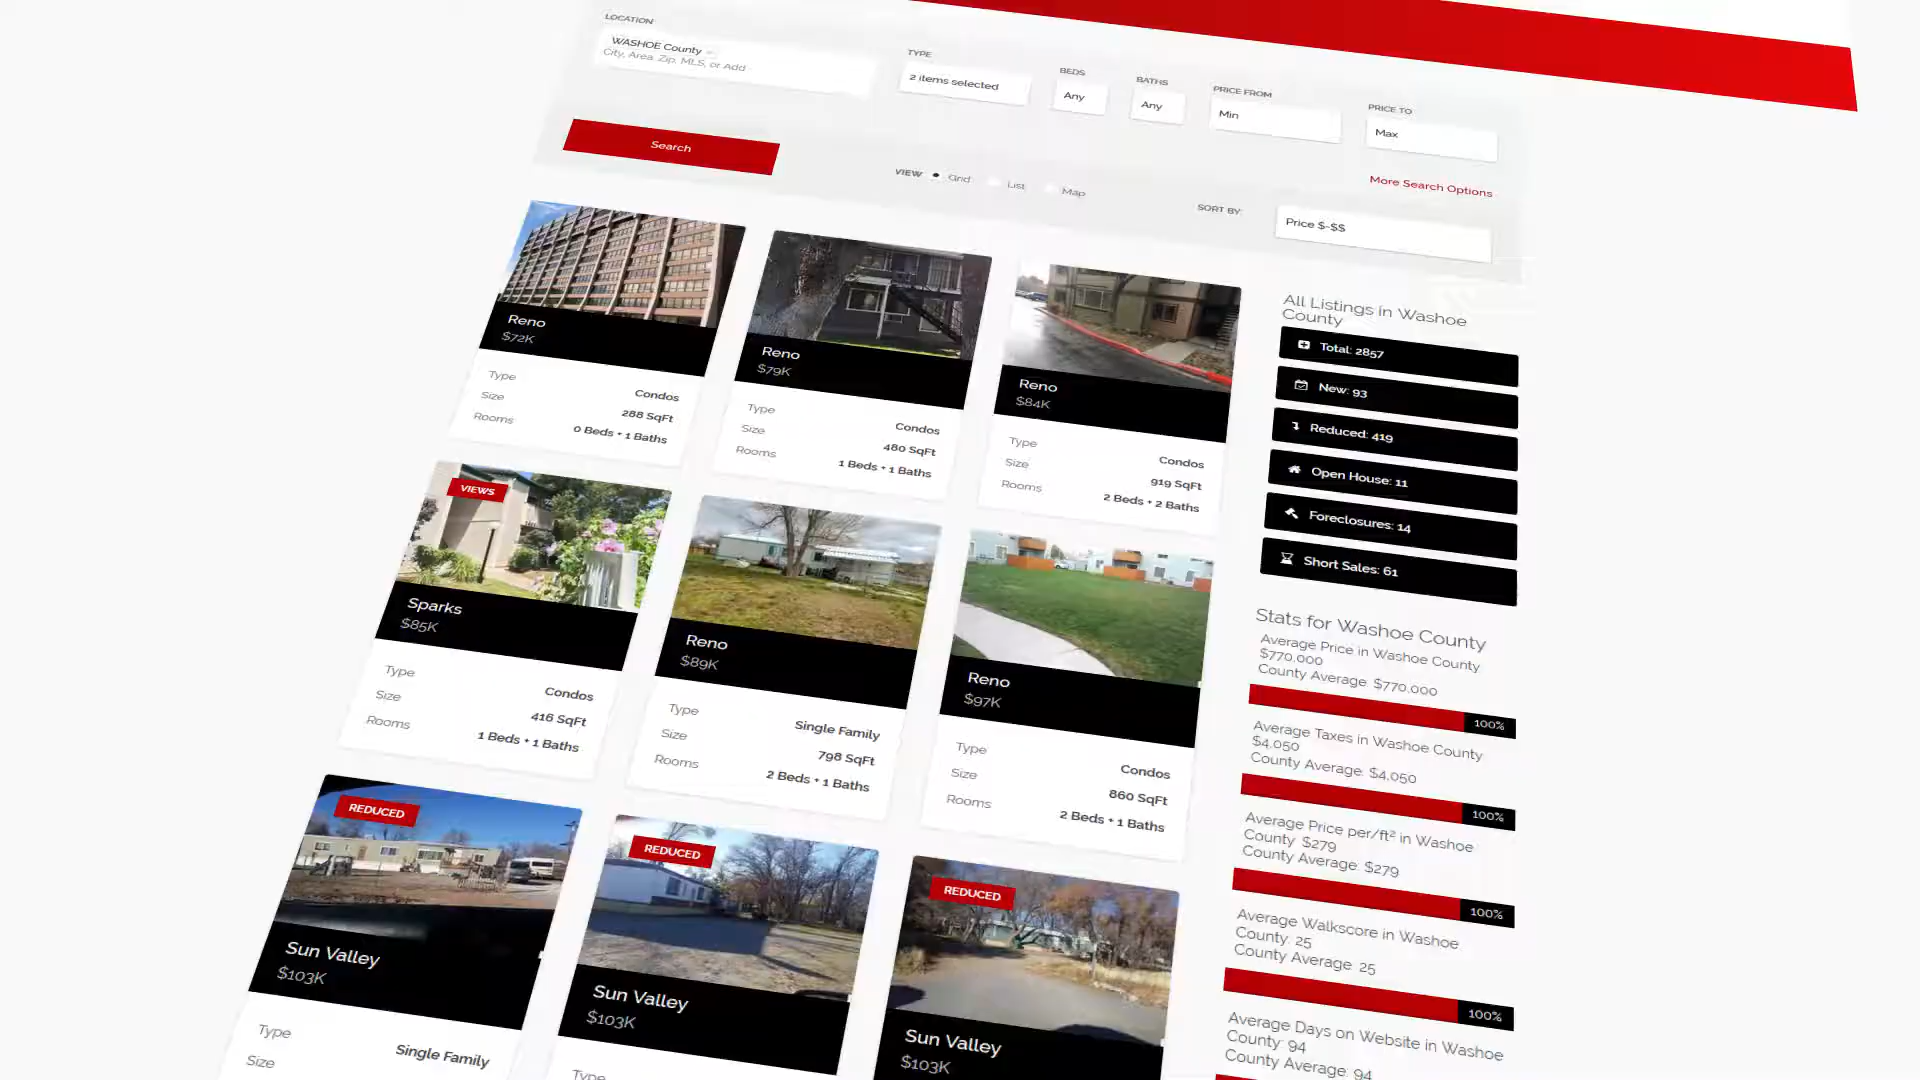 LOCATION
WASHOE County
City, Area, Zip, MLS, or Add
TYPE
2 items selected
BEDS
Any
BATHS
Any
PRICE FROM
Min
PRICE TO
Max
Search
VIEW
Grid
List
Map
More Search Options
SORT BY:
Price $-$$
Reno
$72K
Type
Condos
Size
288 SqFt
Rooms
0 Beds + 1 Baths
Reno
$79K
Type
Condos
Size
480 SqFt
Rooms
1 Beds + 1 Baths
Reno
$84K
Type
Condos
Size
919 SqFt
Rooms
2 Beds + 2 Baths
VIEWS
Sparks
$85K
Type
Condos
Size
416 SqFt
Rooms
1 Beds + 1 Baths
Reno
$89K
Type
Single Family
Size
798 SqFt
Rooms
2 Beds + 1 Baths
Reno
$97K
Type
Condos
Size
860 SqFt
Rooms
2 Beds + 1 Baths
REDUCED
Sun Valley
$103K
Type
Single Family
Size
REDUCED
Sun Valley
$103K
Type
REDUCED
Sun Valley
$103K
All Listings in Washoe
County
Total: 2857
New: 93
Reduced: 419
Open House: 11
Foreclosures: 14
Short Sales: 61
Stats for Washoe County
Average Price in Washoe County
$770,000
County Average: $770,000
100%
Average Taxes in Washoe County
$4,050
County Average: $4,050
100%
Average Price per/ft² in Washoe
County: $279
County Average: $279
100%
Average Walkscore in Washoe
County: 25
County Average: 25
100%
Average Days on Website in Washoe
County: 94
County Average: 94